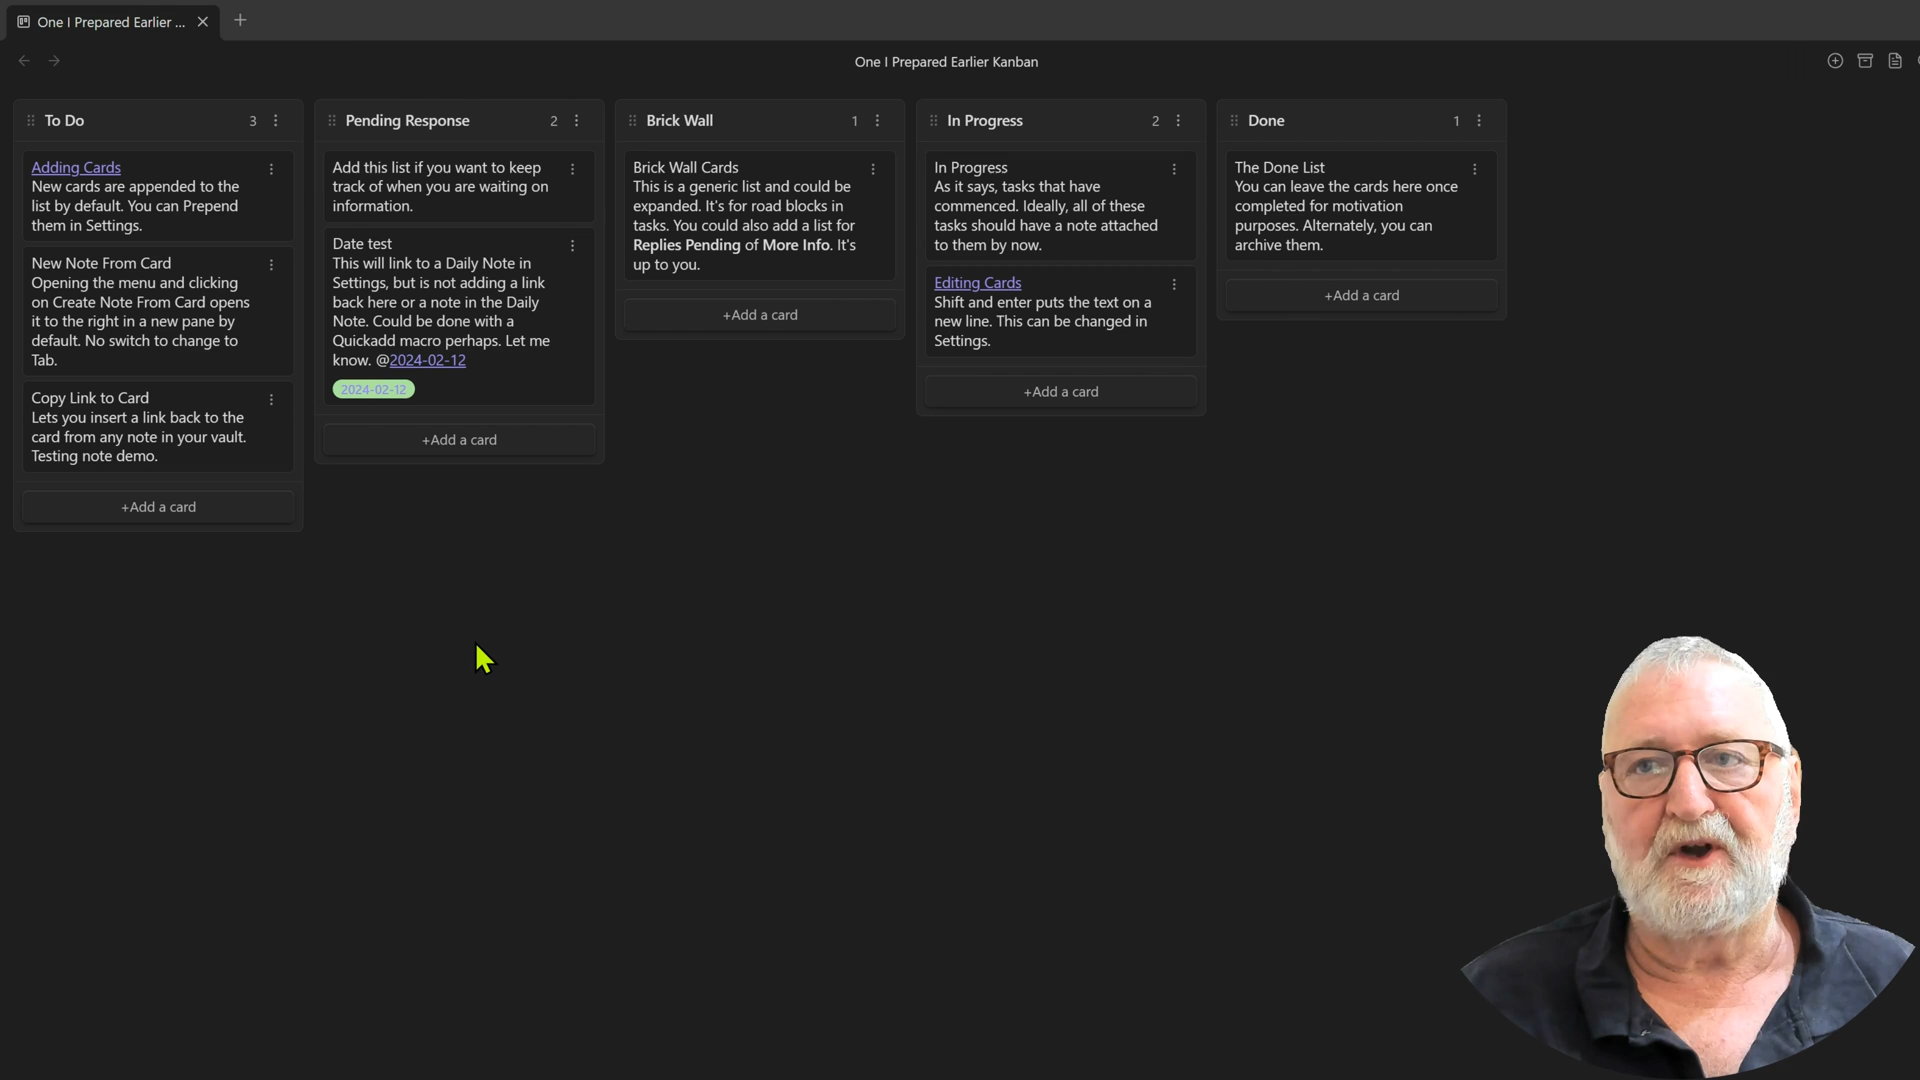 One I Prepared Earlier ...
One I Prepared Earlier Kanban
To Do 3
Adding Cards
New cards are appended to the
list by default. You can Prepend
them in Settings.
New Note From Card
Opening the menu and clicking
on Create Note From Card opens
it to the right in a new pane by
default. No switch to change to
Tab.
Copy Link to Card
Lets you insert a link back to the
card from any note in your vault.
Testing note demo.
+Add a card
Pending Response 2
Add this list if you want to keep
track of when you are waiting on
information.
Date test
This will link to a Daily Note in
Settings, but is not adding a link
back here or a note in the Daily
Note. Could be done with a
Quickadd macro perhaps. Let me
know. @2024-02-12
2024-02-12
+Add a card
Brick Wall 1
Brick Wall Cards
This is a generic list and could be
expanded. It's for road blocks in
tasks. You could also add a list for
Replies Pending of More Info. It's
up to you.
+Add a card
In Progress 2
In Progress
As it says, tasks that have
commenced. Ideally, all of these
tasks should have a note attached
to them by now.
Editing Cards
Shift and enter puts the text on a
new line. This can be changed in
Settings.
+Add a card
Done 1
The Done List
You can leave the cards here once
completed for motivation
purposes. Alternately, you can
archive them.
+Add a card